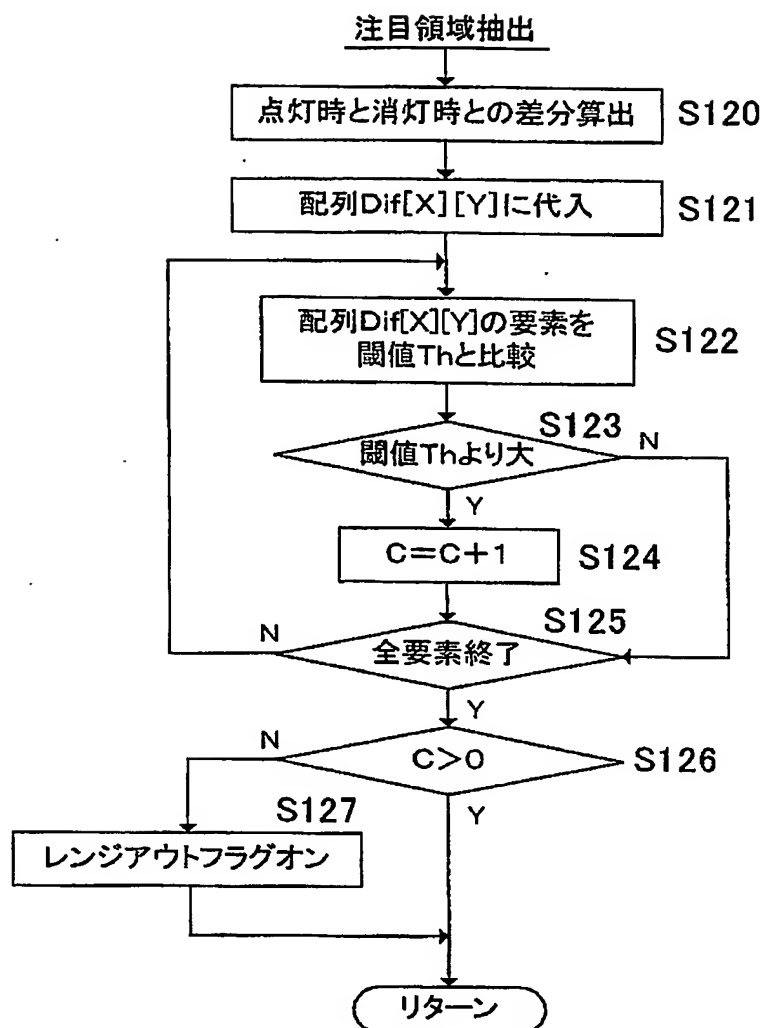 注目領域抽出
点灯時と消灯時との差分算出 S120
配列Dif[X][Y]に代入 S121
配列Dif[X][Y]の要素を
閾値Thと比較
S122
S123
閾値Thより大
N
Y
C=C+1 S124
S125
N
全要素終了
Y
N
C>0 S126
Y
S127
レンジアウトフラグオン
リターン